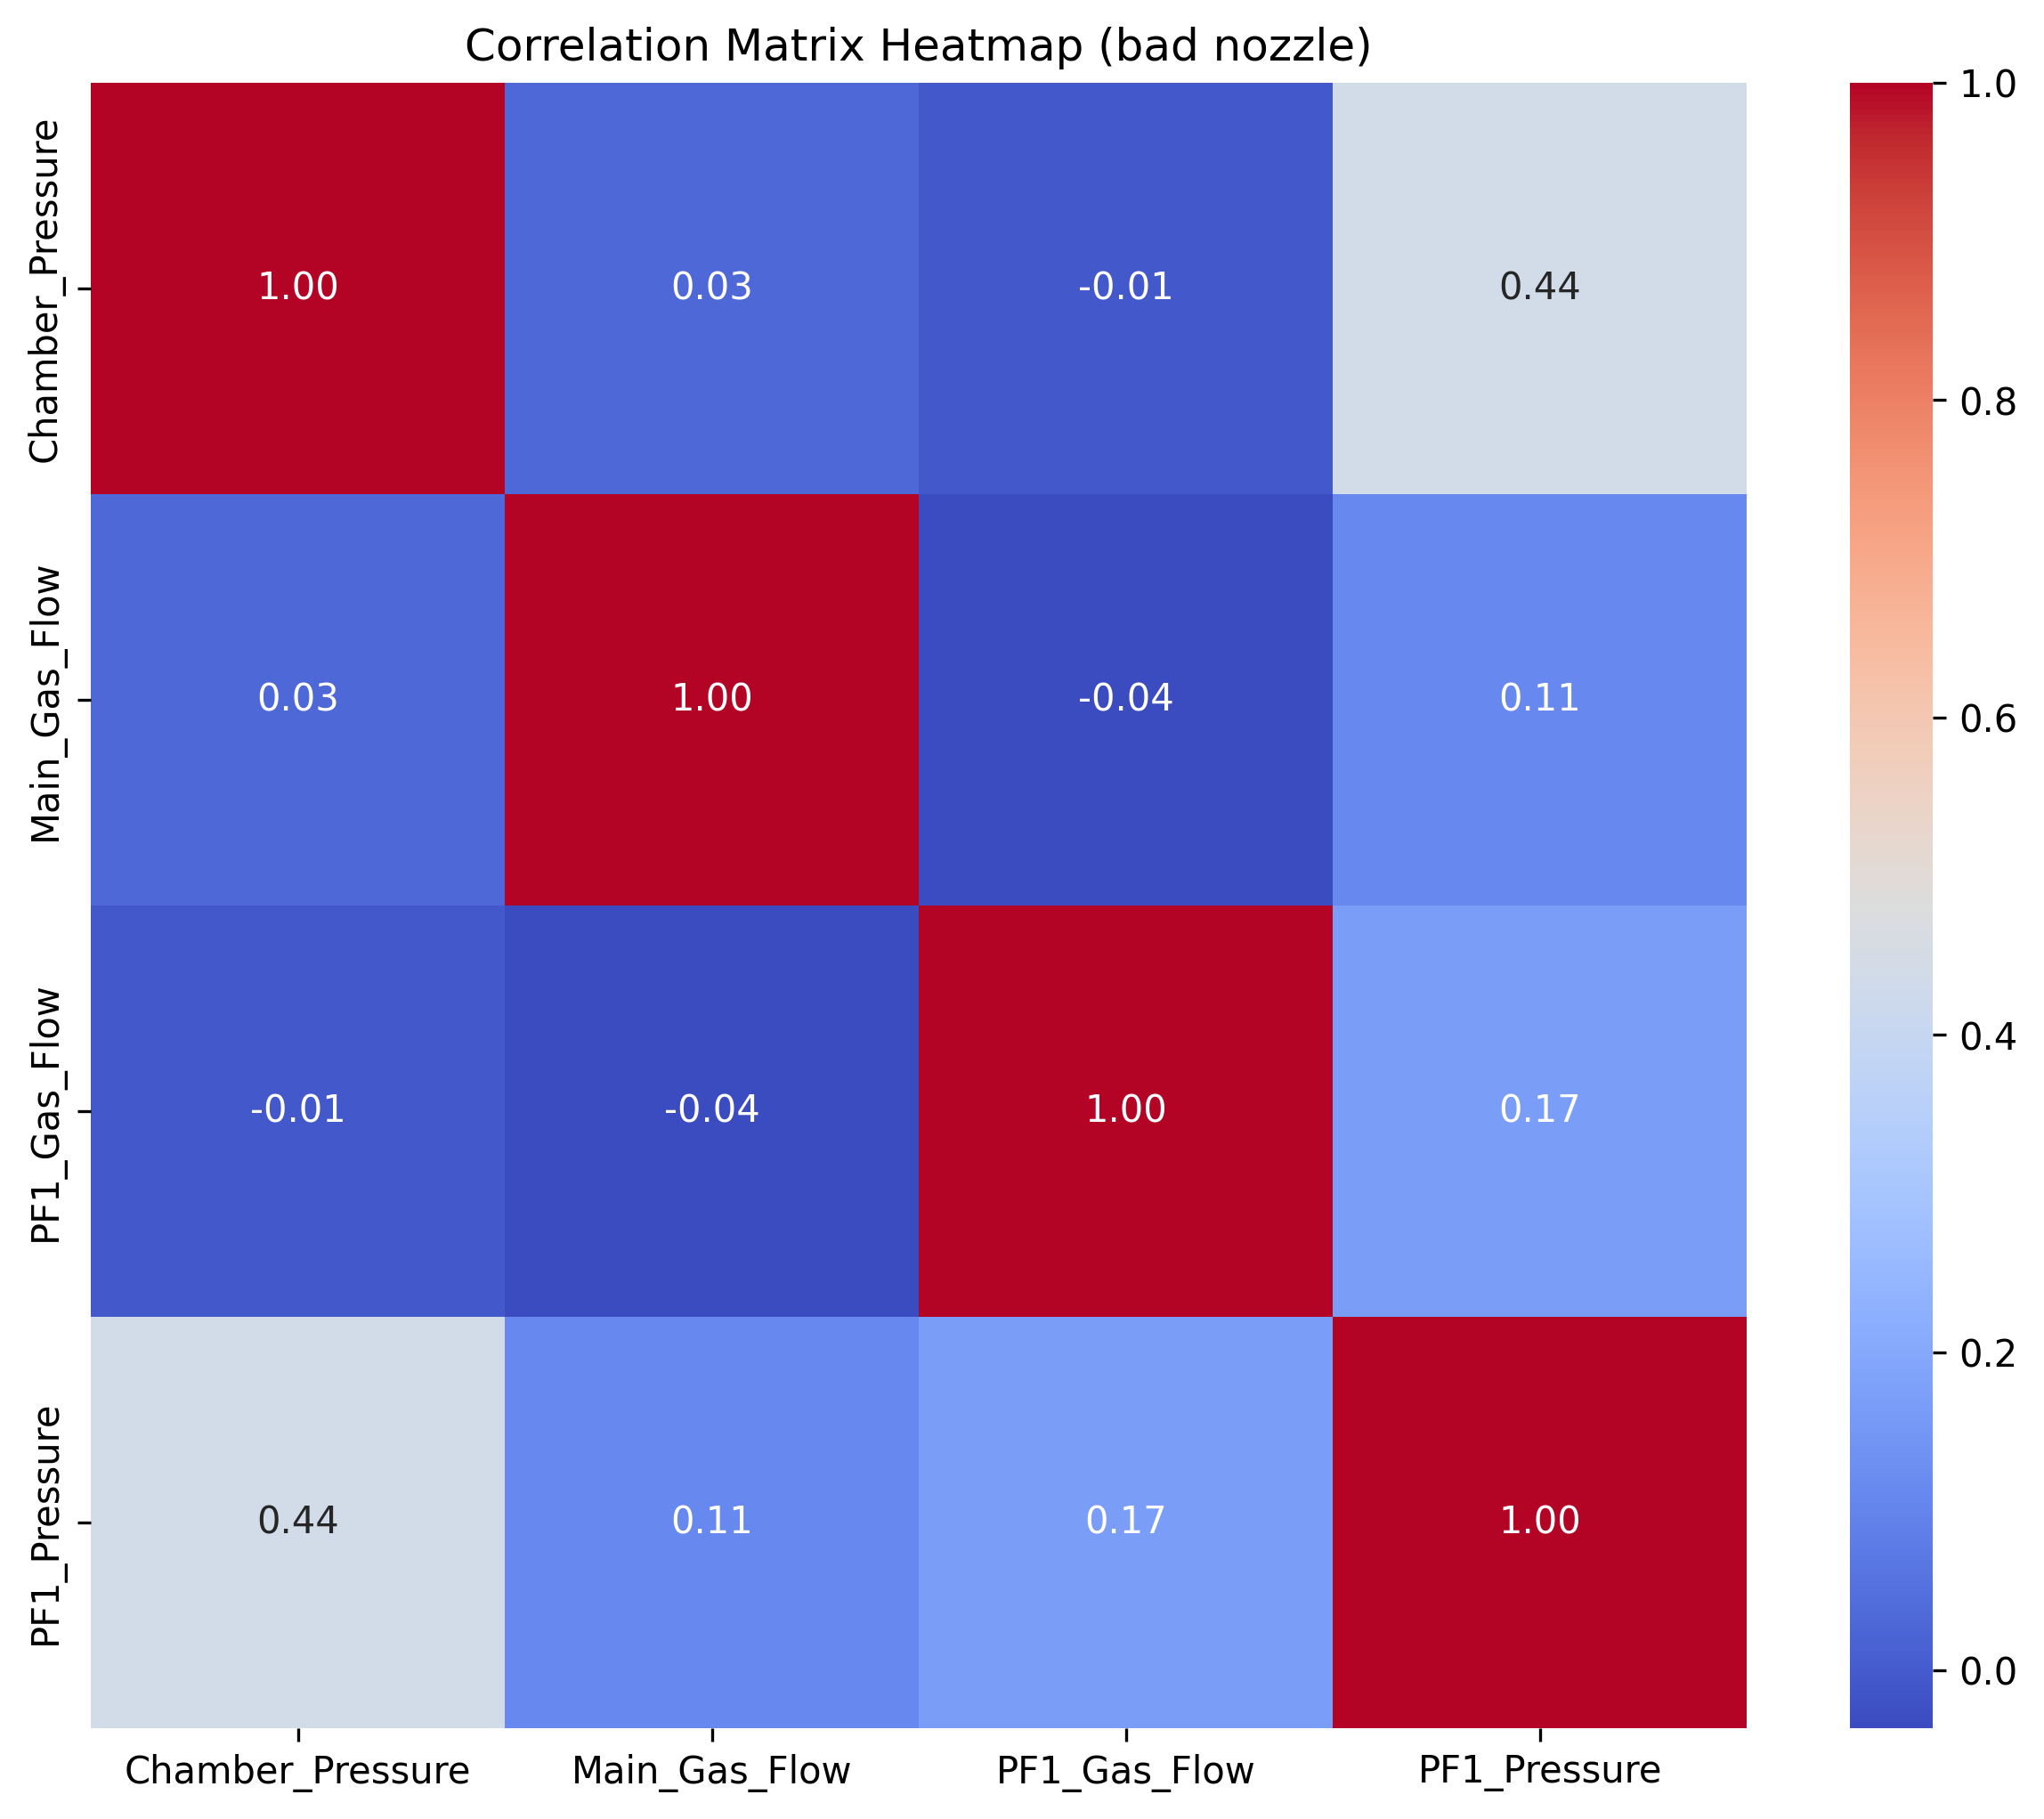 Correlation Matrix Heatmap (bad nozzle)
Chamber_Pressure
1.00
0.03
-0.01
0.44
Main_Gas_Flow
0.03
1.00
-0.04
0.11
PF1_Gas_Flow
-0.01
-0.04
1.00
0.17
PF1_Pressure
0.44
0.11
0.17
1.00
Chamber_Pressure
Main_Gas_Flow
PF1_Gas_Flow
PF1_Pressure
1.0
0.8
0.6
0.4
0.2
0.0